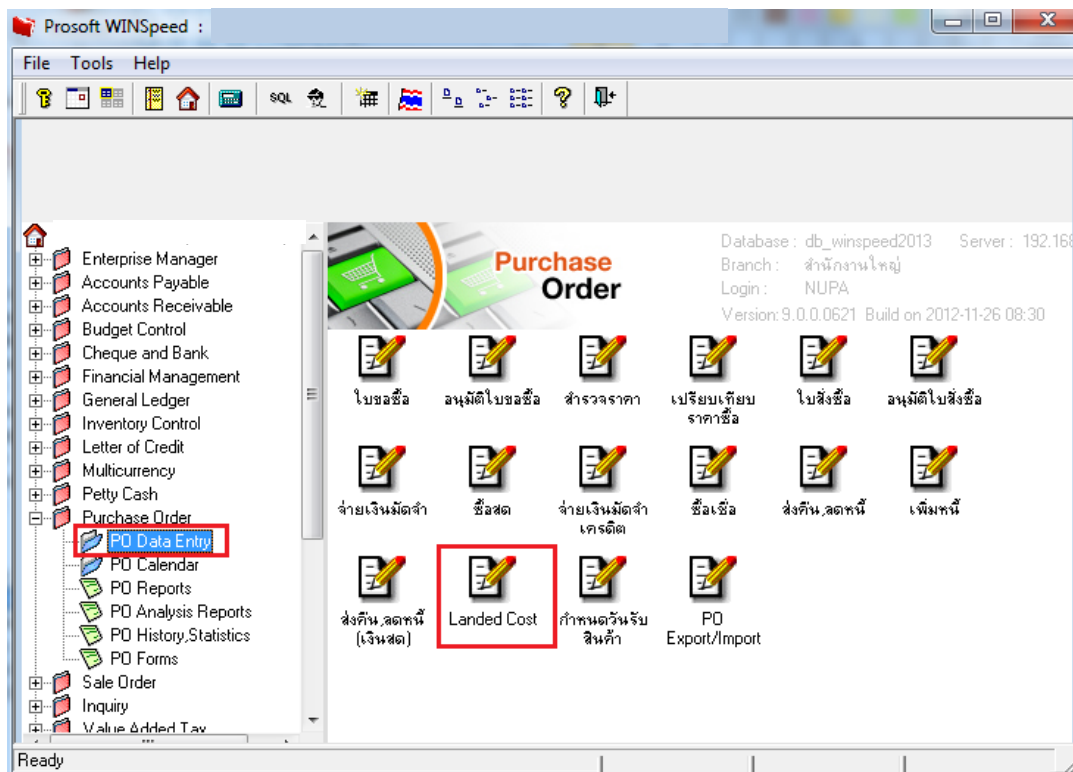 Prosoft WINSpeed :
File Tools Help
SQL
Enterprise Manager
Accounts Payable
Accounts Receivable
Budget Control
Cheque and Bank
Financial Management
General Ledger
Inventory Control
Letter of Credit
Multicurrency
Petty Cash
Purchase Order
PO Data Entry
PO Calendar
PO Reports
PO Analysis Reports
PO History,Statistics
PO Forms
Sale Order
Inquiry
Value Added Tax
Purchase
Order
Database : db_winspeed2013 Server : 192.168
Branch : สำนักงานใหญ่
Login : NUPA
Version: 9.0.0.0621 Build on 2012-11-26 08:30
ใบขอซื้อ อนุมัติใบขอซื้อ สำรวจราคา เปรียบเทียบ ใบสั่งซื้อ อนุมัติใบสั่งซื้อ
ราคาซื้อ
จ่ายเงินมัดจำ ซื้อสด จ่ายเงินมัดจำ ซื้อเชื่อ ส่งคืน,ลดหนี้ เพิ่มหนี้
เครดิต
ส่งคืน,ลดหนี้ Landed Cost กำหนดวันรับ PO
(เงินสด) สินค้า Export/Import
Ready